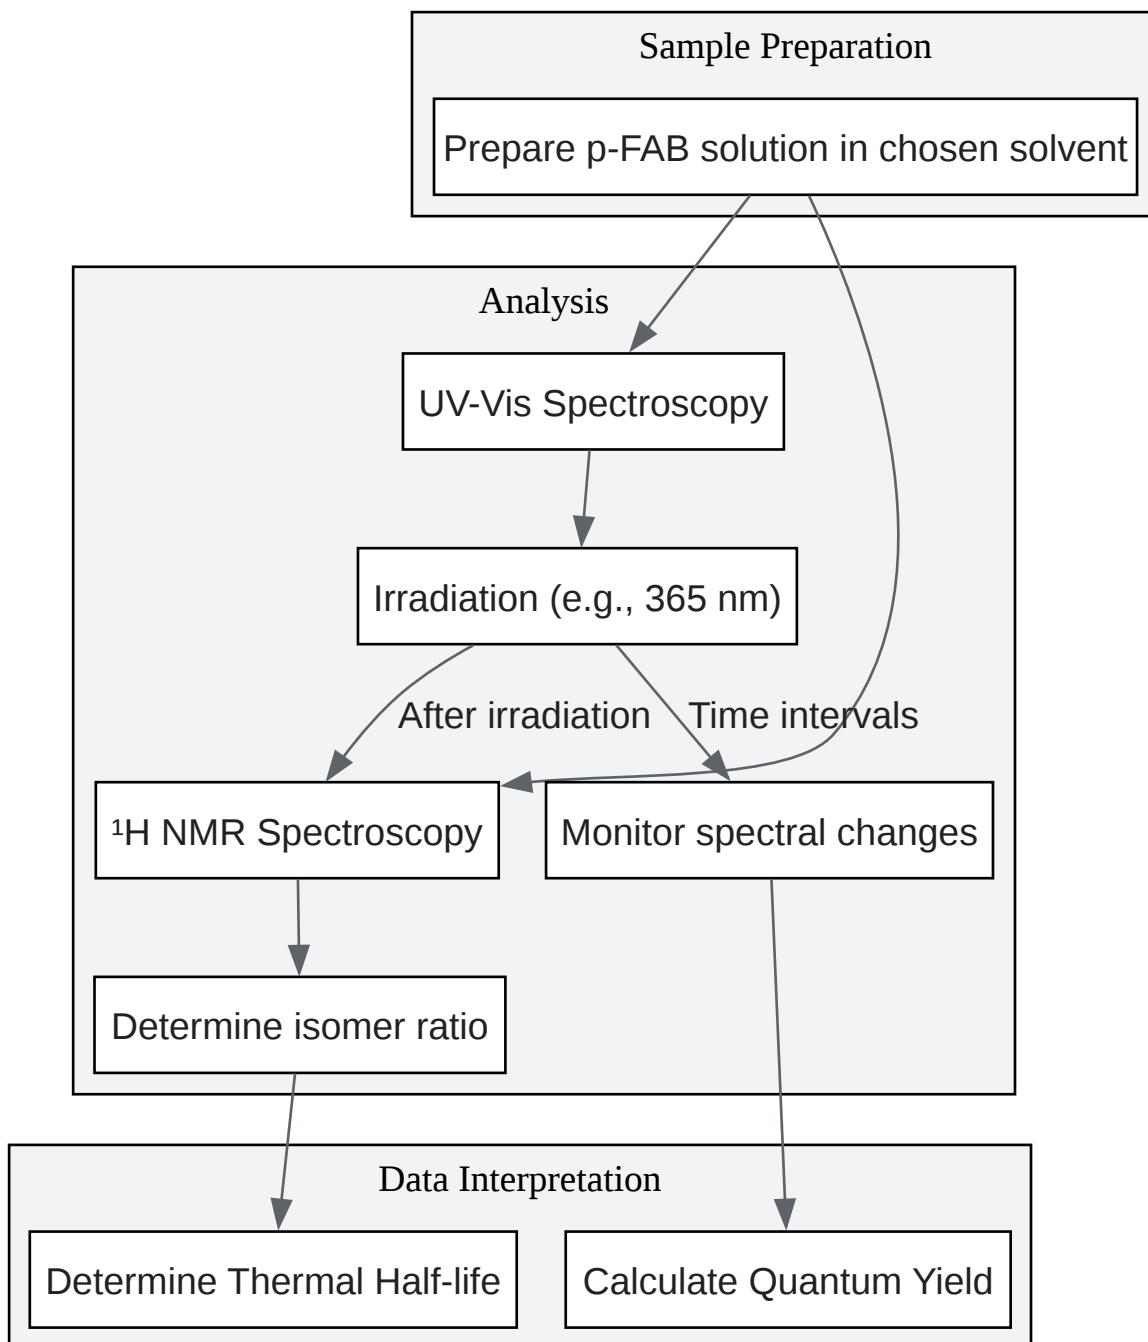 Sample Preparation
Prepare p-FAB solution in chosen solvent
Analysis
UV-Vis Spectroscopy
Irradiation (e.g., 365 nm)
After irradiation
Time intervals
¹H NMR Spectroscopy
Monitor spectral changes
Determine isomer ratio
Data Interpretation
Determine Thermal Half-life
Calculate Quantum Yield